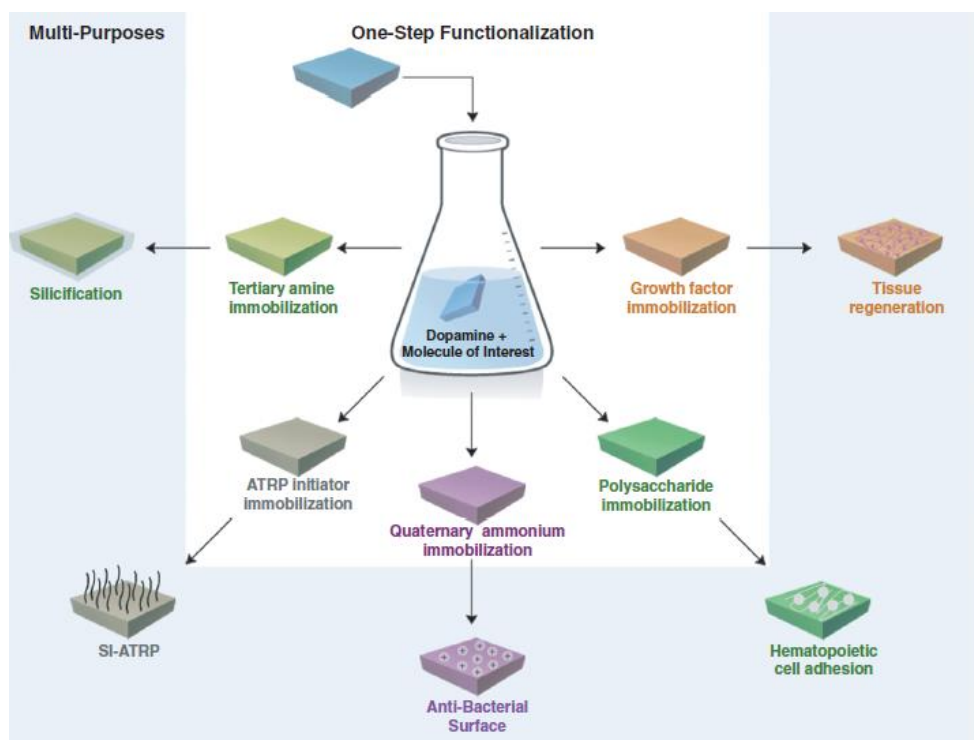 Multi-Purposes
One-Step Functionalization
Silicification
Tertiary amine
immobilization
Dopamine +
Molecule of Interest
Growth factor
immobilization
Tissue
regeneration
ATRP initiator
immobilization
Quaternary ammonium
immobilization
Polysaccharide
immobilization
SI-ATRP
Anti-Bacterial
Surface
Hematopoietic
cell adhesion